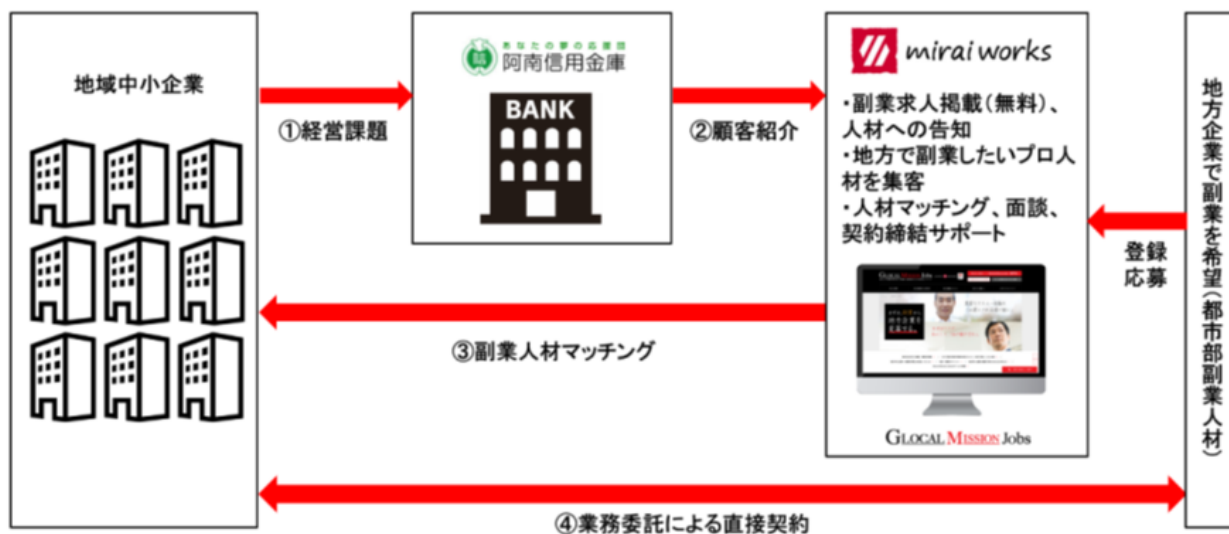 地域中小企業
①経営課題
あなたの夢の応援団
阿南信用金庫
BANK
②顧客紹介
mirai works
・副業求人掲載（無料）、
人材への告知
・地方で副業したいプロ人
材を集客
・人材マッチング、面談、
契約締結サポート
GLOCAL MISSION JOBS
GLOCAL MISSION Jobs
登録
応募
地方企業で副業を希望（都市部副業人材）
③副業人材マッチング
④業務委託による直接契約